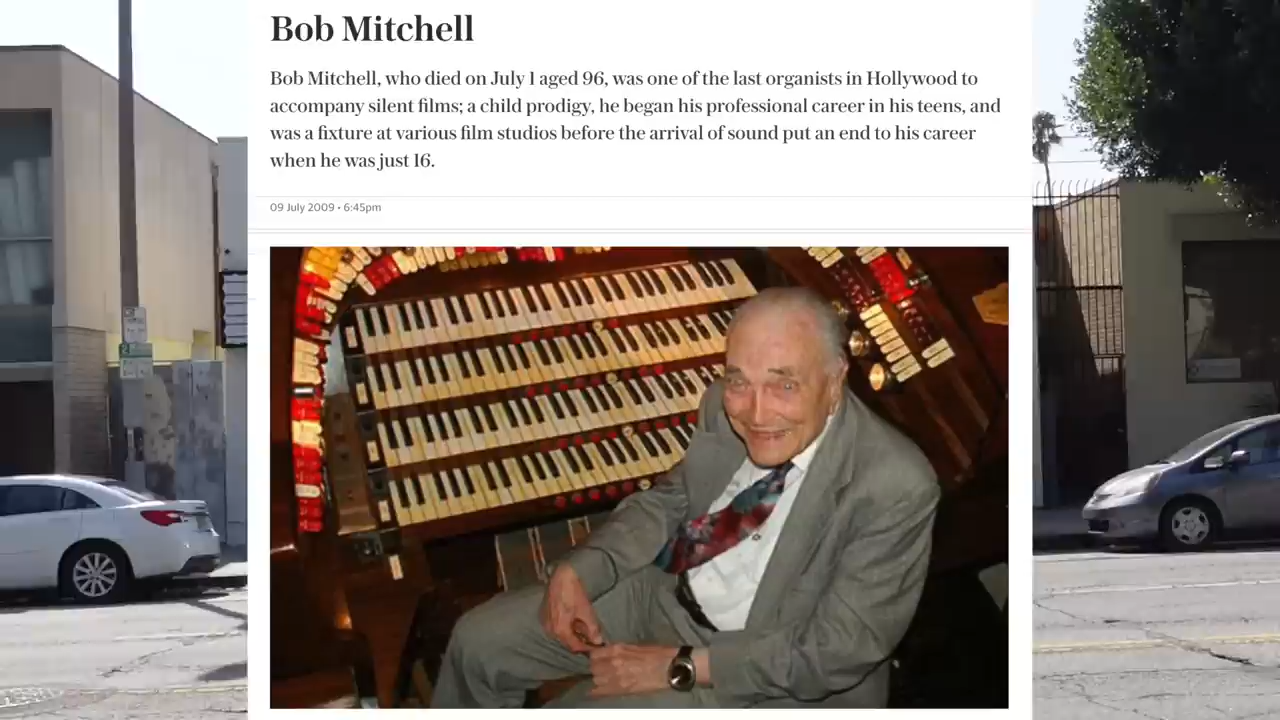 Bob Mitchell
Bob Mitchell, who died on July 1 aged 96, was one of the last organists in Hollywood to
accompany silent films; a child prodigy, he began his professional career in his teens, and
was a fixture at various film studios before the arrival of sound put an end to his career
when he was just 16.
09 July 2009 • 6:45pm